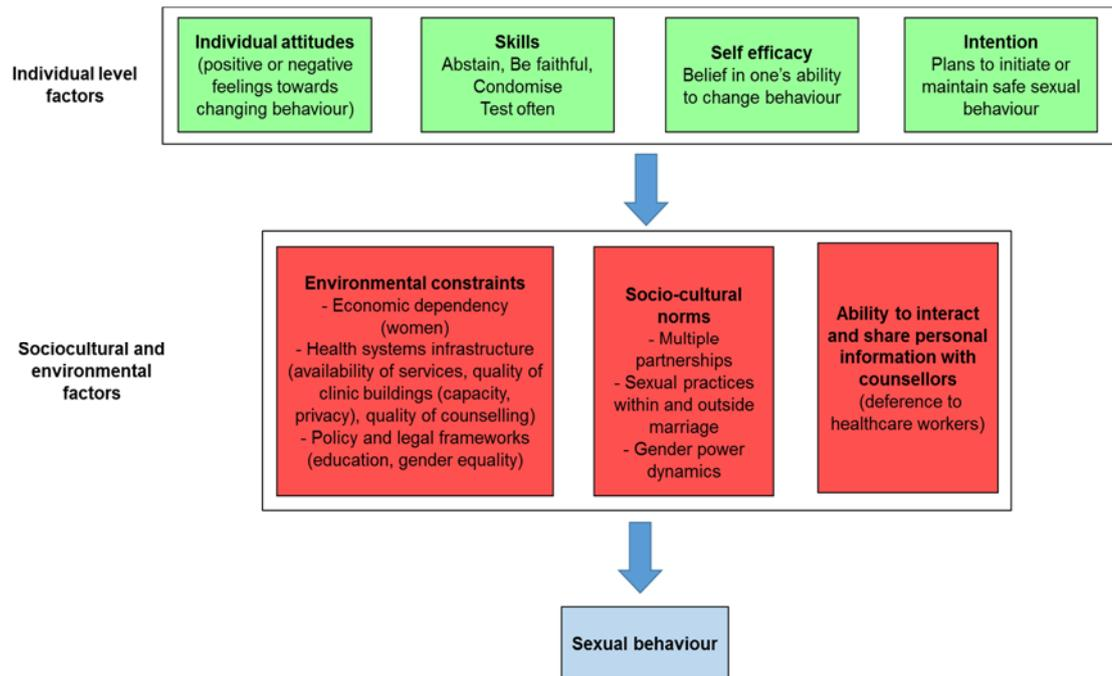 Individual level
factors
Individual attitudes
(positive or negative
feelings towards
changing behaviour)
Skills
Abstain, Be faithful,
Condomise
Test often
Self efficacy
Belief in one's ability
to change behaviour
Intention
Plans to initiate or
maintain safe sexual
behaviour
Sociocultural and
environmental
factors
Environmental constraints
- Economic dependency
(women)
- Health systems infrastructure
(availability of services, quality of
clinic buildings (capacity,
privacy), quality of counselling)
- Policy and legal frameworks
(education, gender equality)
Socio-cultural
norms
- Multiple
partnerships
- Sexual practices
within and outside
marriage
- Gender power
dynamics
Ability to interact
and share personal
information with
counsellors
(deference to
healthcare workers)
Sexual behaviour